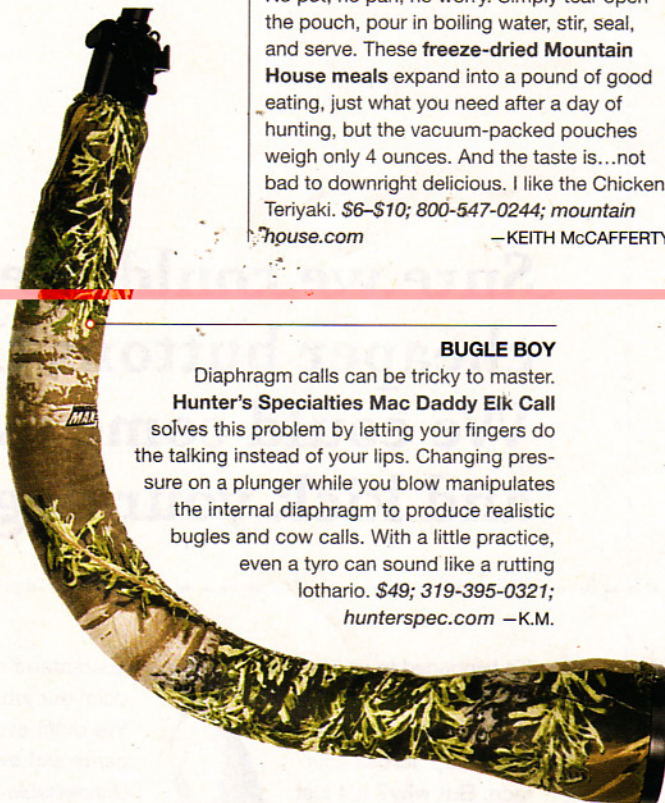 the pouch, pour in boiling water, stir, seal,
and serve. These freeze-dried Mountain
House meals expand into a pound of good
eating, just what you need after a day of
hunting, but the vacuum-packed pouches
weigh only 4 ounces. And the taste is...not
bad to downright delicious. I like the Chicken
Teriyaki. $6–$10; 800-547-0244; mountain
house.com —KEITH McCAFFERTY
BUGLE BOY
Diaphragm calls can be tricky to master.
Hunter's Specialties Mac Daddy Elk Call
solves this problem by letting your fingers do
the talking instead of your lips. Changing pres-
sure on a plunger while you blow manipulates
the internal diaphragm to produce realistic
bugles and cow calls. With a little practice,
even a tyro can sound like a rutting
lothario. $49; 319-395-0321;
hunterspec.com —K.M.